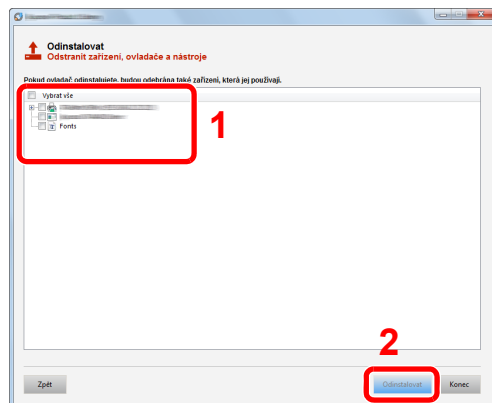 Odinstalovat
Odstranit zařízení, ovladače a nástroje
Pokud ovladač odinstalujete, budou odebrána také zařízení, která jej používají.
Vybrat vše
Fonts
1
2
Zpět
Odinstalovat
Konec